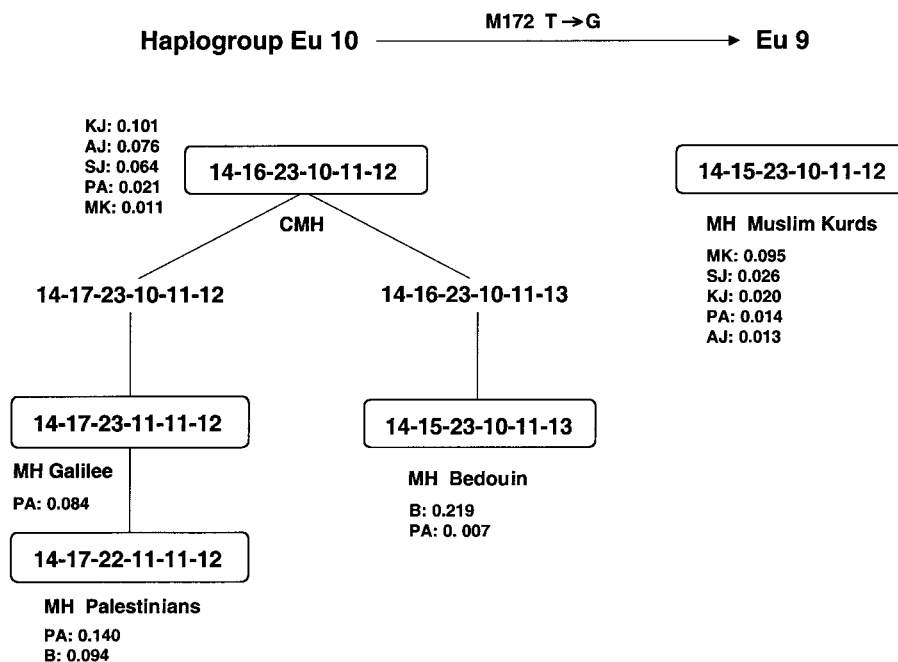 M172 T→G
Haplogroup Eu 10 Eu 9
KJ: 0.101
AJ: 0.076
SJ: 0.064
PA: 0.021
MK: 0.011
14-16-23-10-11-12
CMH
14-15-23-10-11-12
MH Muslim Kurds
MK: 0.095
SJ: 0.026
KJ: 0.020
PA: 0.014
AJ: 0.013
14-17-23-10-11-12
14-16-23-10-11-13
14-17-23-11-11-12
MH Galilee
PA: 0.084
14-15-23-10-11-13
MH Bedouin
B: 0.219
PA: 0. 007
14-17-22-11-11-12
MH Palestinians
PA: 0.140
B: 0.094